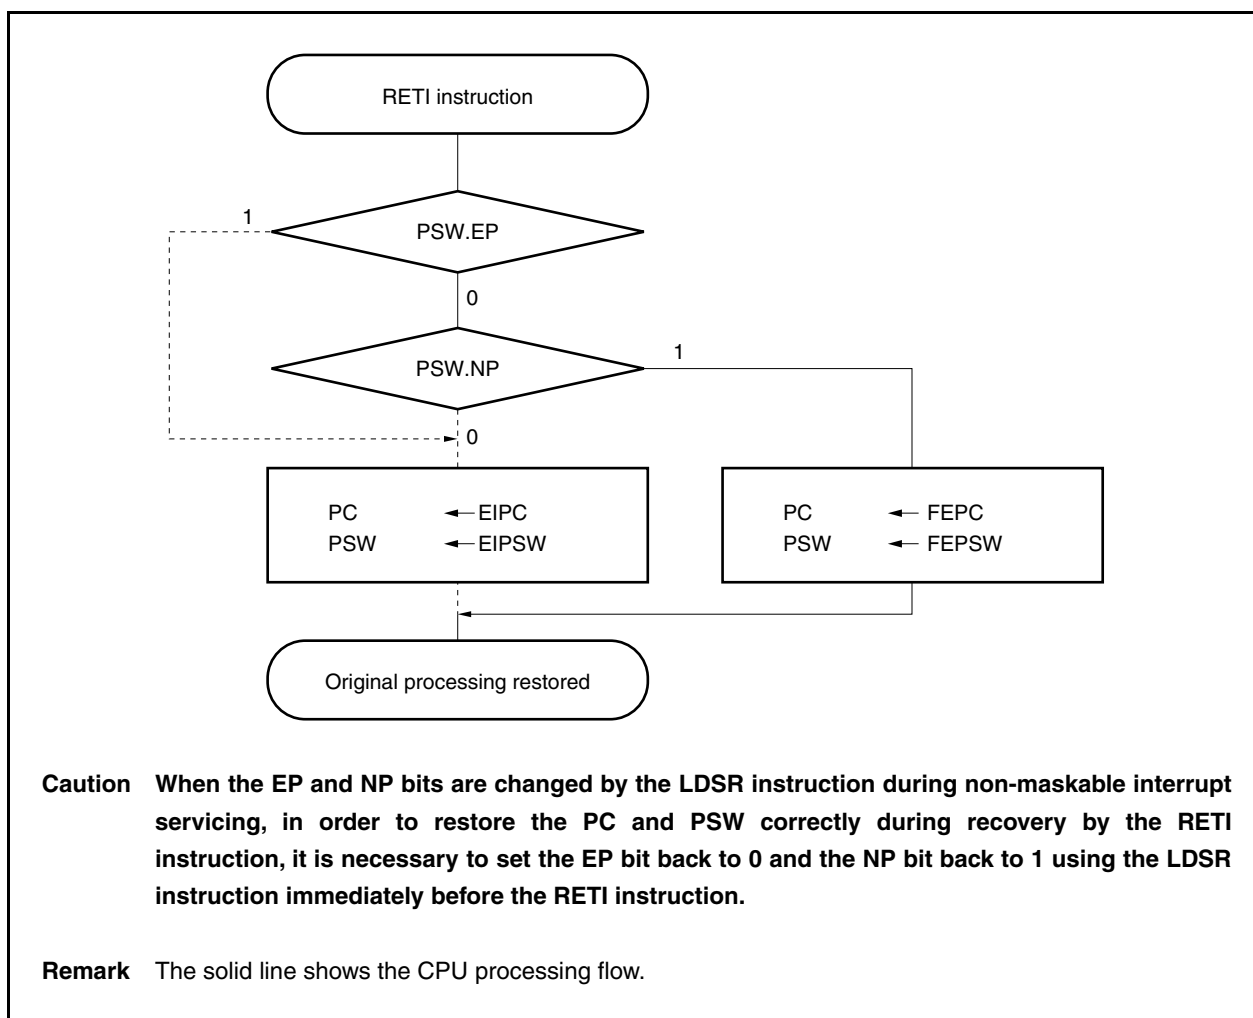 RETI instruction
1
PSW.EP
0
PSW.NP
1
0
PC ← EIPC
PSW ← EIPSW
PC ← FEPC
PSW ← FEPSW
Original processing restored
Caution When the EP and NP bits are changed by the LDSR instruction during non-maskable interrupt
servicing, in order to restore the PC and PSW correctly during recovery by the RETI
instruction, it is necessary to set the EP bit back to 0 and the NP bit back to 1 using the LDSR
instruction immediately before the RETI instruction.
Remark The solid line shows the CPU processing flow.